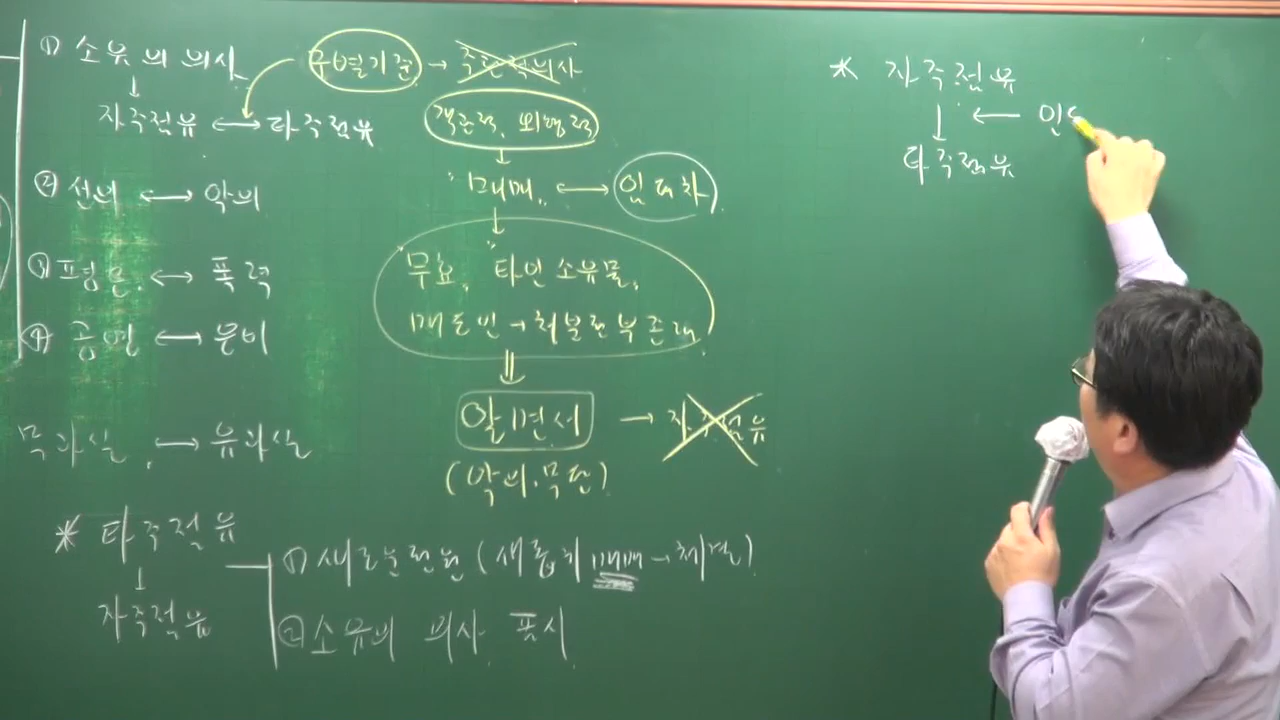 ① 소유의 의사
↓
자주점유 ↔ 타주점유
② 선의 ↔ 악의
③ 평온 ↔ 폭력
④ 공연 ↔ 은비
무과실 ↔ 유과실
* 타주점유
↓
자주점유
① 새로운 권원 (새롭게 매매 → 체결)
② 소유의 의사 표시
구별기준 → 주관적 의사
객관적, 외형적
↓
매매 ↔ 임대차
↓
무효, 타인 소유물,
매도인 → 처분권 부존재
⇓
알면서 → 자주점유
(악의·무단)
* 자주점유
↓ ← 인도
타주점유